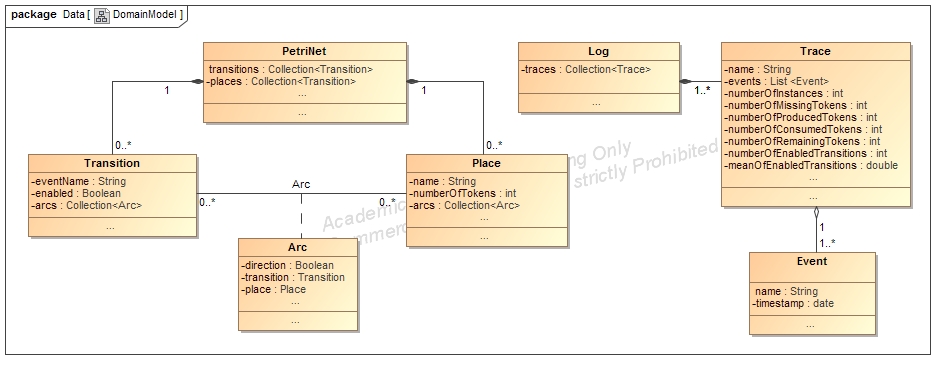 package Data [ DomainModel ]
PetriNet
transitions : Collection<Transition>
-places : Collection<Transition>
...
...
1
1
0..*
0..*
Log
-traces : Collection<Trace>
...
...
1..*
Trace
-name : String
-events : List <Event>
-numberOfInstances : int
-numberOfMissingTokens : int
-numberOfProducedTokens : int
-numberOfConsumedTokens : int
-numberOfRemainingTokens : int
-numberOfEnabledTransitions : int
-meanOfEnabledTransitions : double
...
...
Transition
-eventName : String
-enabled : Boolean
-arcs : Collection<Arc>
...
...
0..*
Arc
0..*
Place
-name : String
-numberOfTokens : int
-arcs : Collection<Arc>
...
...
Arc
-direction : Boolean
-transition : Transition
-place : Place
...
...
1
1..*
Event
name : String
-timestamp : date
...
...
Academic
ng Only
strictly Prohibited